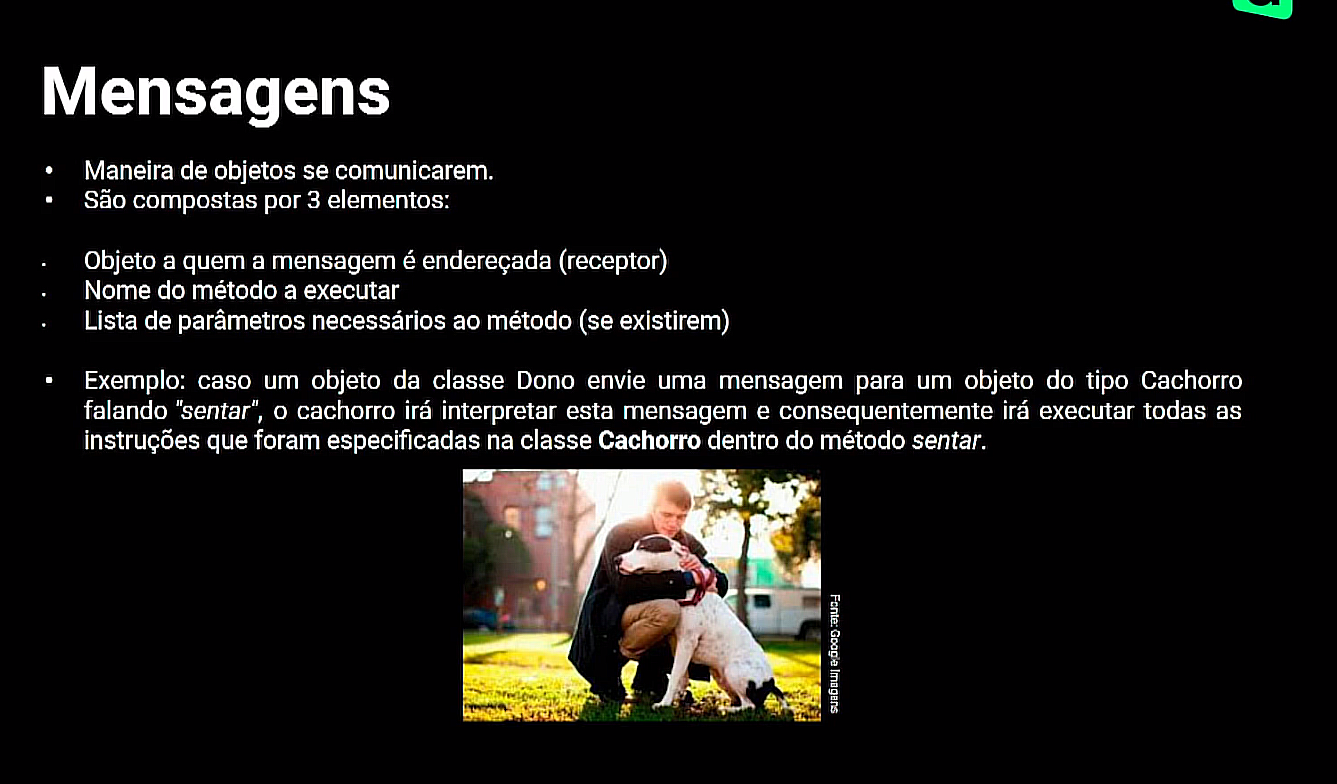 Mensagens
• Maneira de objetos se comunicarem.
• São compostas por 3 elementos:
• Objeto a quem a mensagem é endereçada (receptor)
• Nome do método a executar
• Lista de parâmetros necessários ao método (se existirem)
• Exemplo: caso um objeto da classe Dono envie uma mensagem para um objeto do tipo Cachorro
falando "sentar", o cachorro irá interpretar esta mensagem e consequentemente irá executar todas as
instruções que foram especificadas na classe Cachorro dentro do método sentar.
Fonte: Google Imagens